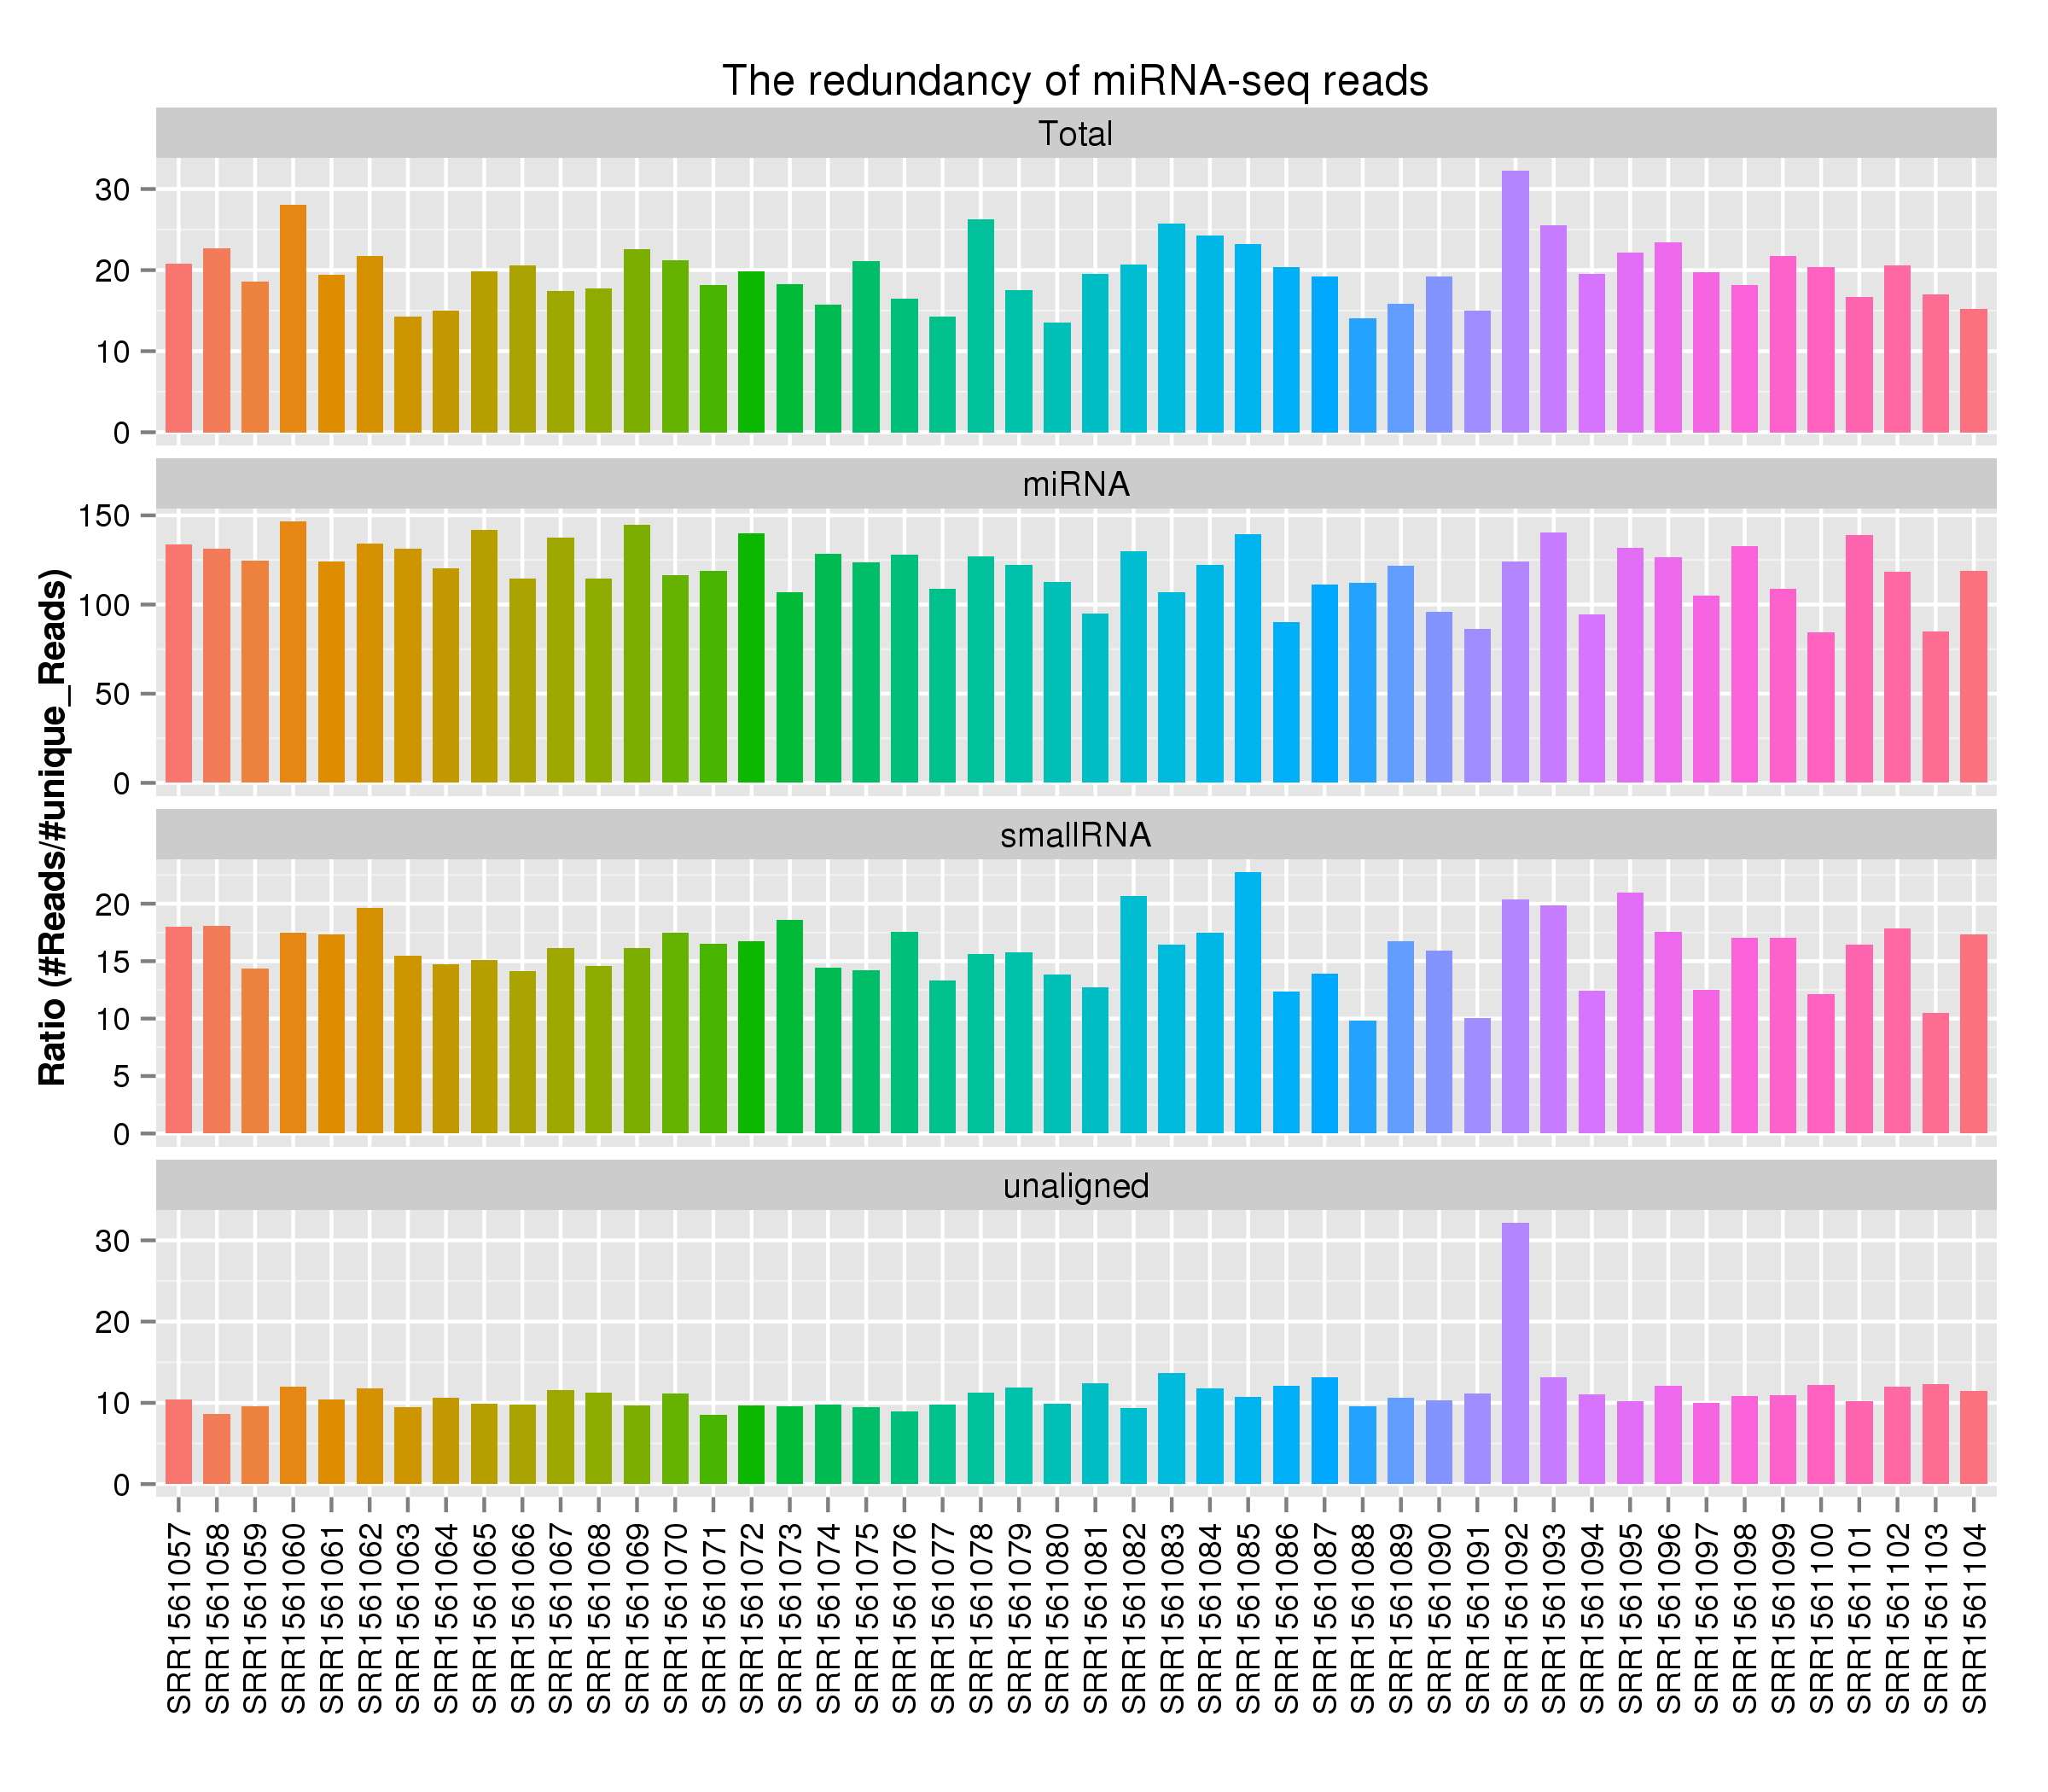 The redundancy of miRNA-seq reads
Ratio (#Reads/#unique_Reads)
Total
30
20
10
0
miRNA
150
100
50
0
smallRNA
20
15
10
5
0
unaligned
30
20
10
0
SRR1561057
SRR1561058
SRR1561059
SRR1561060
SRR1561061
SRR1561062
SRR1561063
SRR1561064
SRR1561065
SRR1561066
SRR1561067
SRR1561068
SRR1561069
SRR1561070
SRR1561071
SRR1561072
SRR1561073
SRR1561074
SRR1561075
SRR1561076
SRR1561077
SRR1561078
SRR1561079
SRR1561080
SRR1561081
SRR1561082
SRR1561083
SRR1561084
SRR1561085
SRR1561086
SRR1561087
SRR1561088
SRR1561089
SRR1561090
SRR1561091
SRR1561092
SRR1561093
SRR1561094
SRR1561095
SRR1561096
SRR1561097
SRR1561098
SRR1561099
SRR1561100
SRR1561101
SRR1561102
SRR1561103
SRR1561104